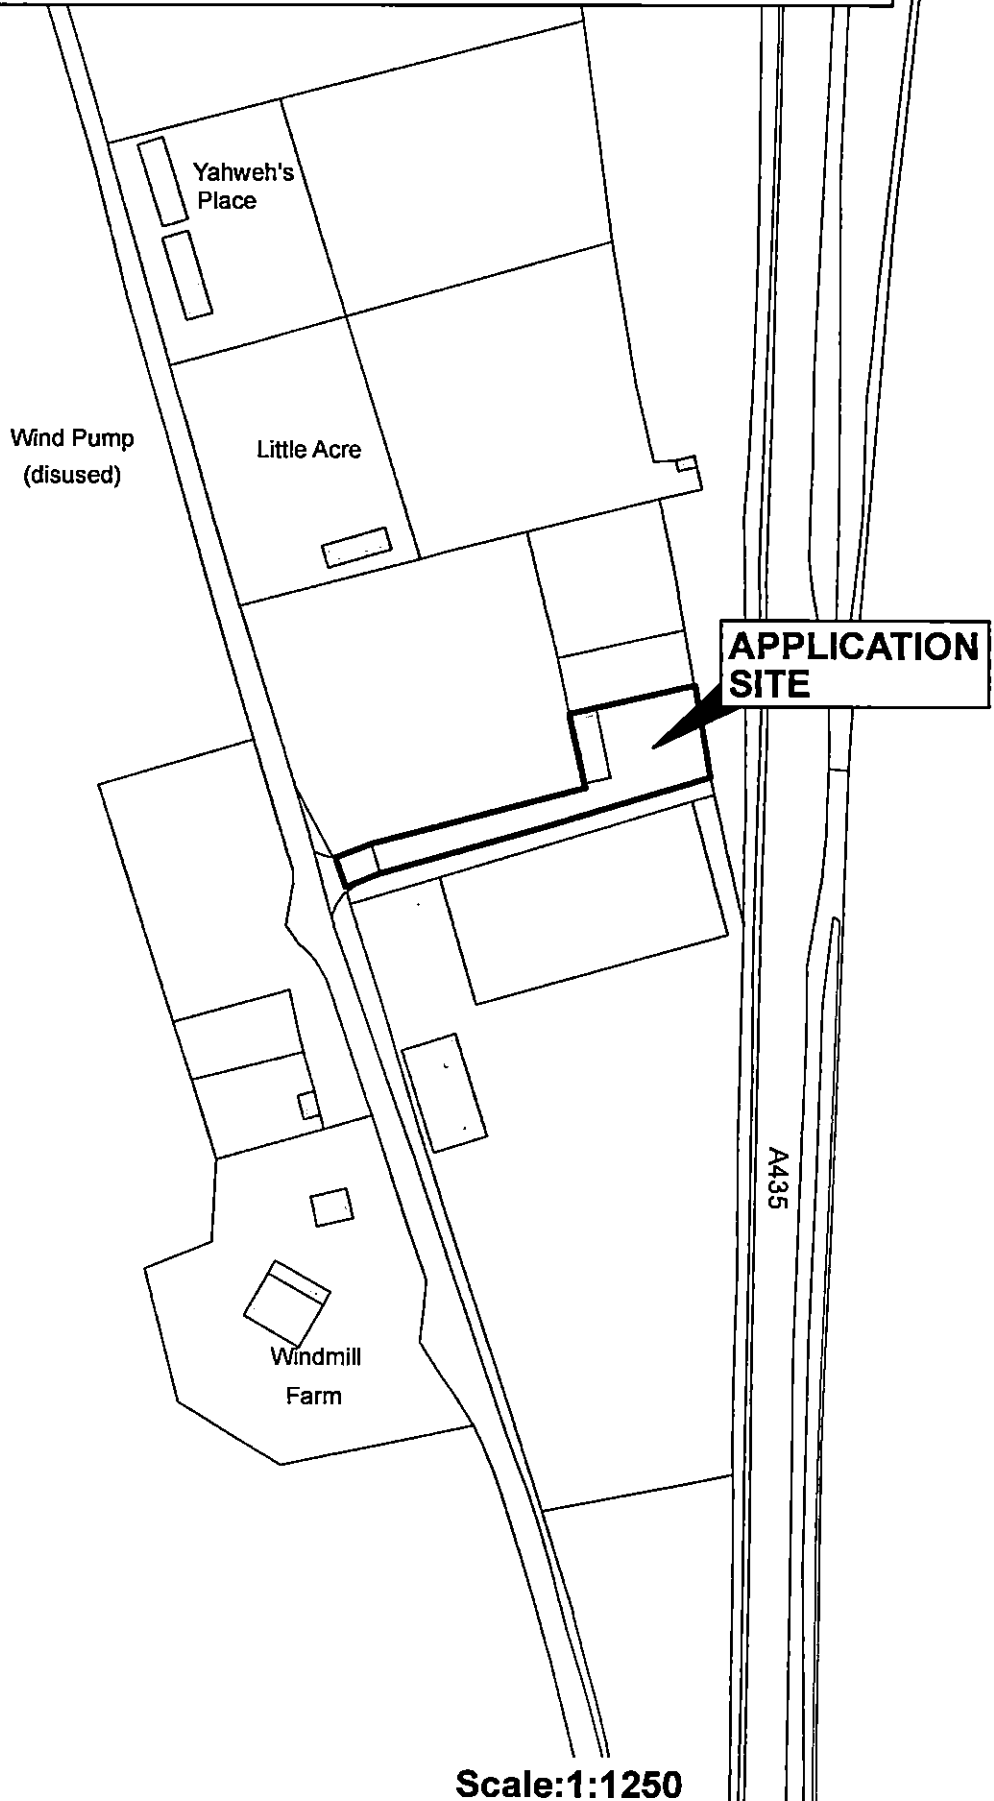 Yahweh's
Place
Wind Pump
(disused)
Little Acre
APPLICATION
SITE
A435
Windmill
Farm
Scale:1:1250